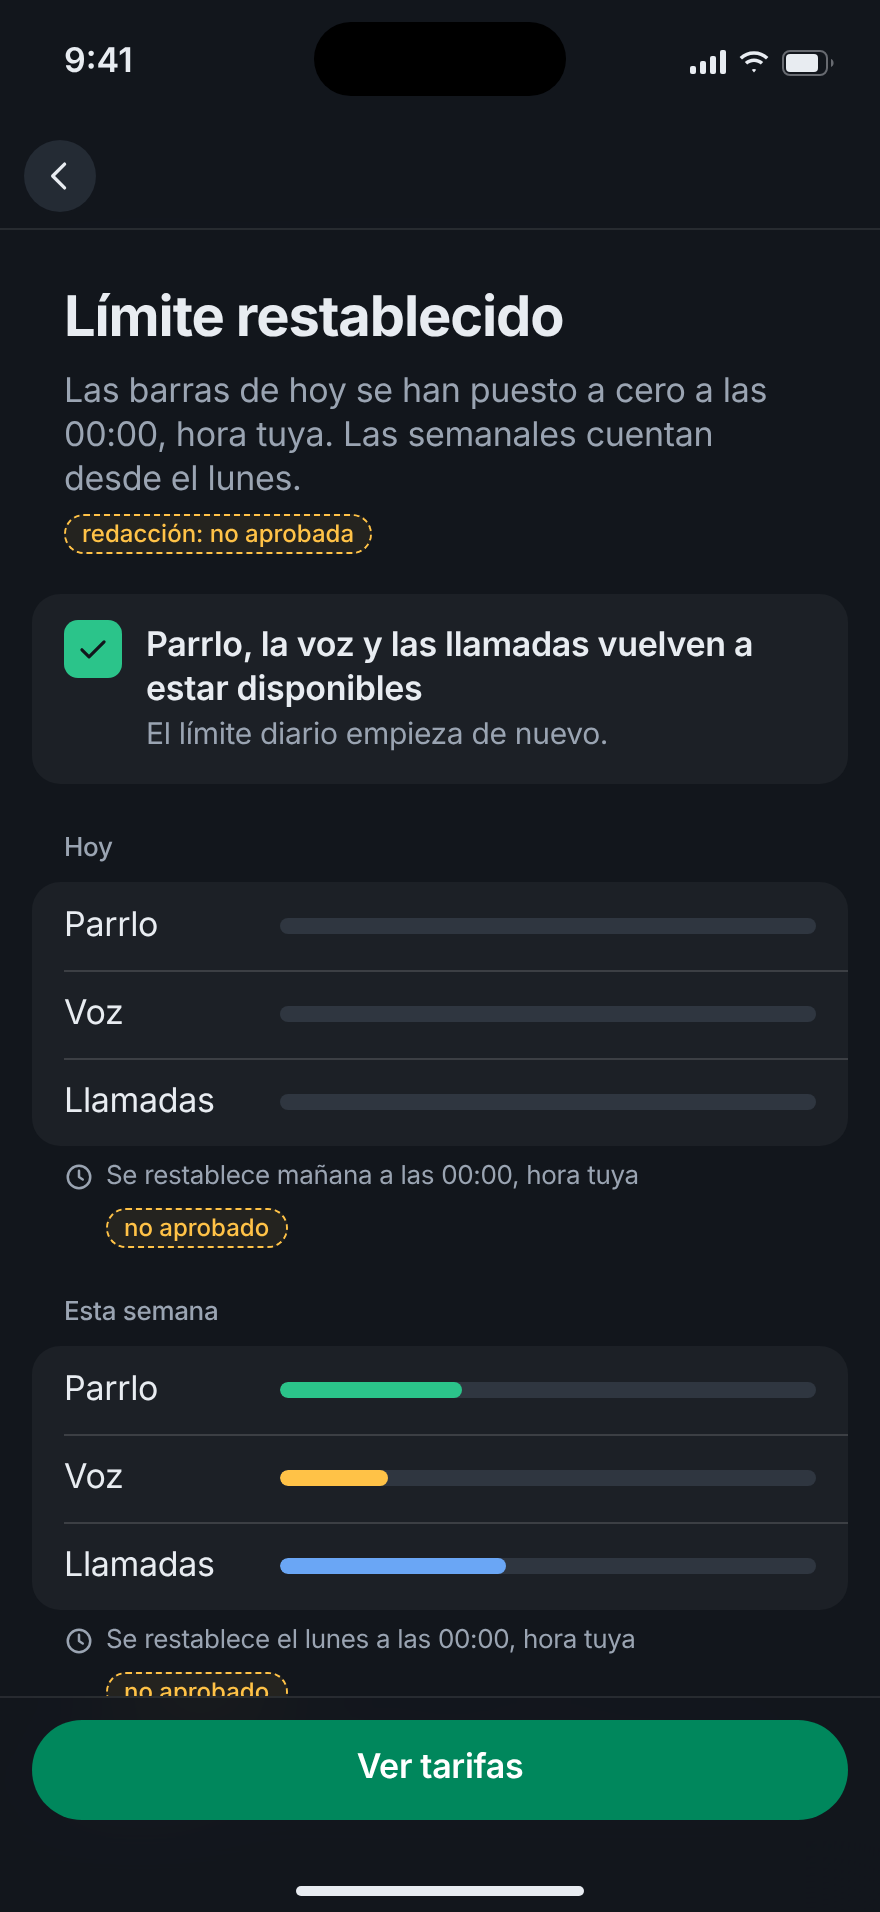 9:41
Límite restablecido
Las barras de hoy se han puesto a cero a las
00:00, hora tuya. Las semanales cuentan
desde el lunes.
redacción: no aprobada
Parrlo, la voz y las llamadas vuelven a
estar disponibles
El límite diario empieza de nuevo.
Hoy
Parrlo
Voz
Llamadas
Se restablece mañana a las 00:00, hora tuya
no aprobado
Esta semana
Parrlo
Voz
Llamadas
Se restablece el lunes a las 00:00, hora tuya
no aprobado
Ver tarifas